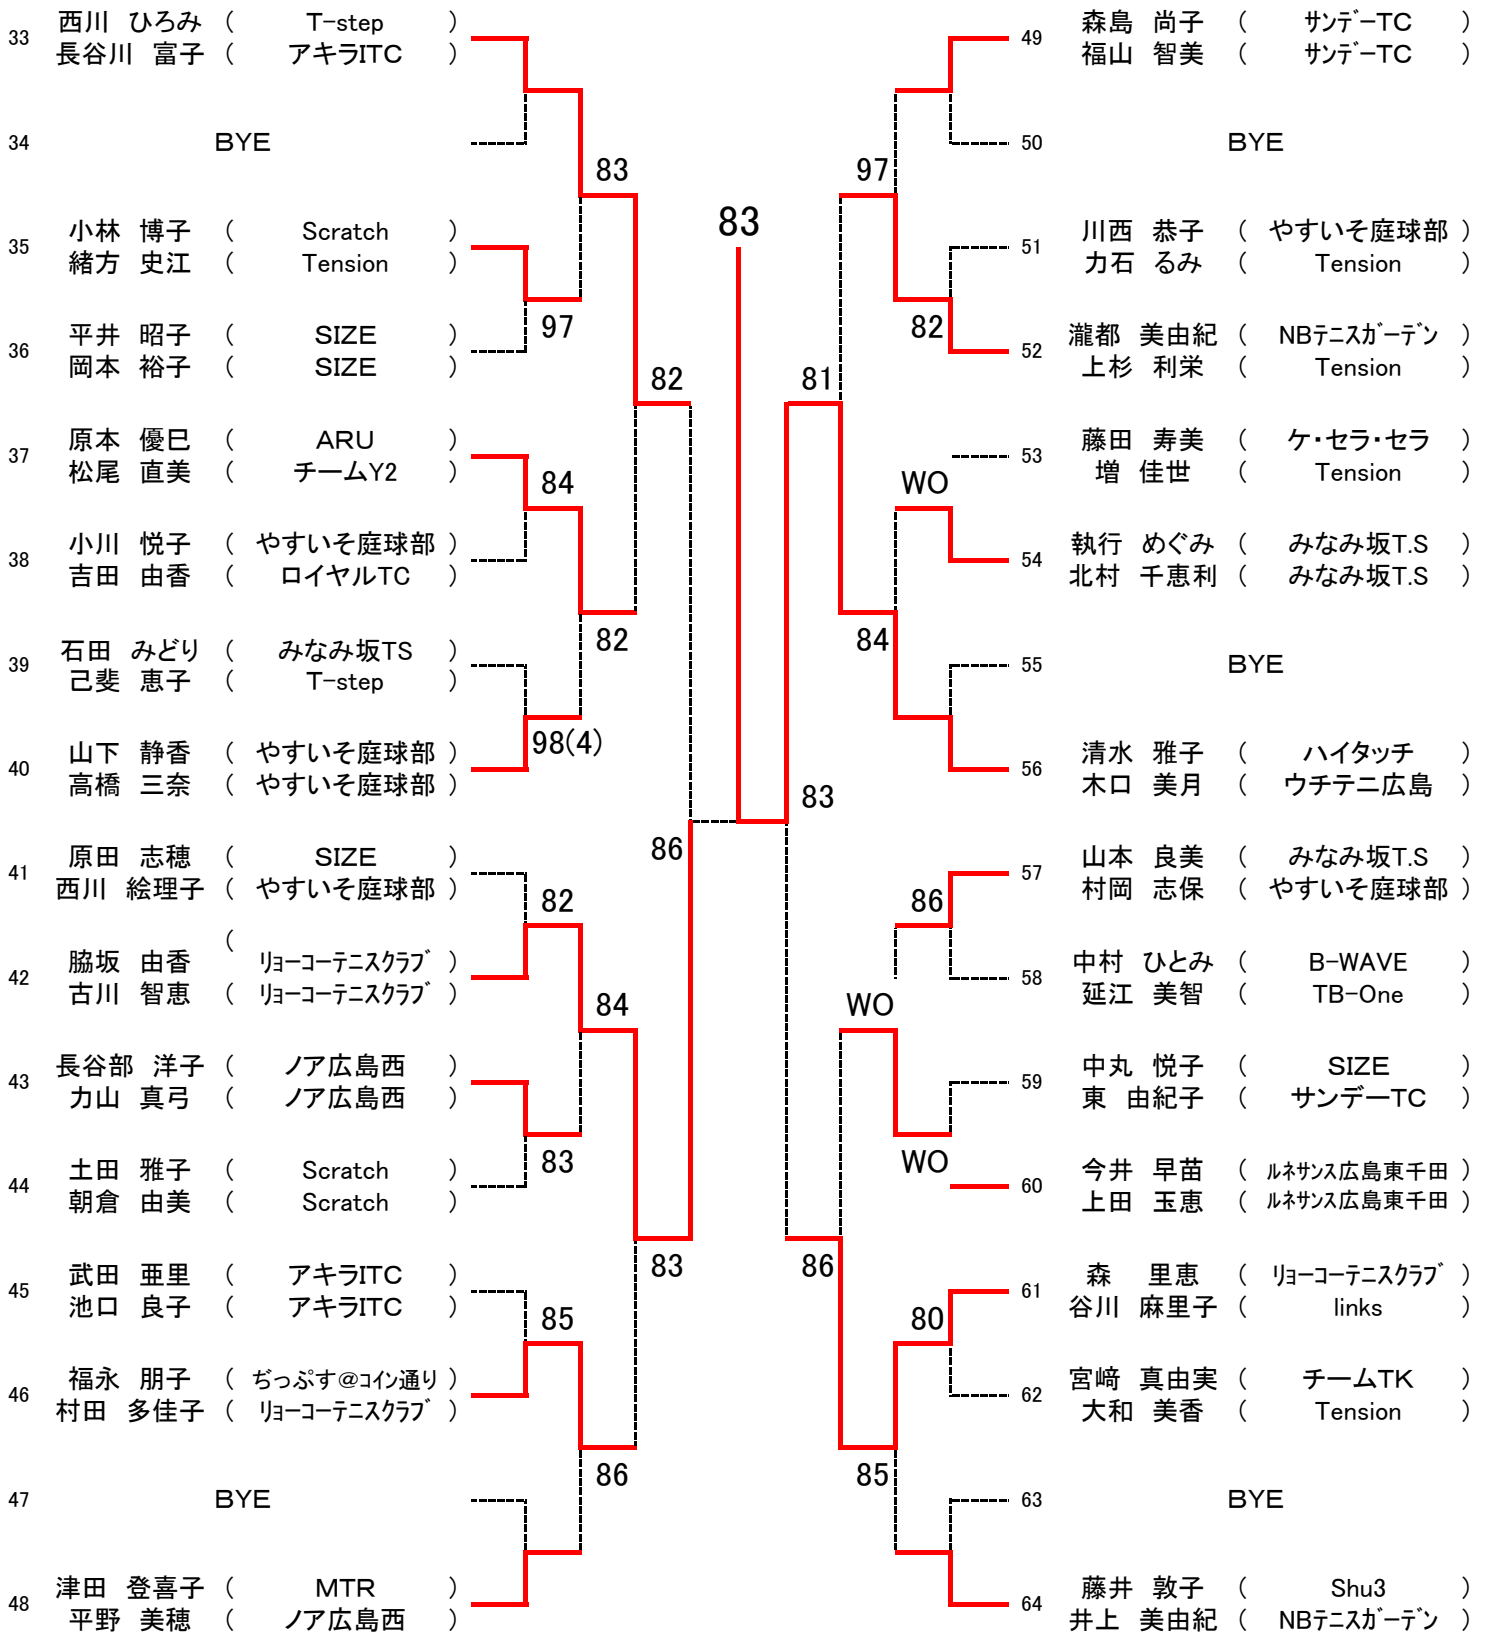 33 西川 ひろみ ( T-step )
長谷川 富子 ( アキラITC )
34 BYE
83
35 小林 博子 ( Scratch )
緒方 史江 ( Tension )
97
36 平井 昭子 ( SIZE )
岡本 裕子 ( SIZE )
82
37 原本 優巳 ( ARU )
松尾 直美 ( チームY2 )
84
38 小川 悦子 ( やすいそ庭球部 )
吉田 由香 ( ロイヤルTC )
82
39 石田 みどり ( みなみ坂TS )
己斐 恵子 ( T-step )
98(4)
40 山下 静香 ( やすいそ庭球部 )
高橋 三奈 ( やすいそ庭球部 )
86
41 原田 志穂 ( SIZE )
西川 絵理子 ( やすいそ庭球部 )
82
(
42 脇坂 由香 ﾘｮｰｺｰﾃﾆｽｸﾗﾌﾞ )
古川 智恵 ( ﾘｮｰｺｰﾃﾆｽｸﾗﾌﾞ )
84
43 長谷部 洋子 ( ノア広島西 )
力山 真弓 ( ノア広島西 )
83
44 土田 雅子 ( Scratch )
朝倉 由美 ( Scratch )
83
45 武田 亜里 ( アキラITC )
池口 良子 ( アキラITC )
85
46 福永 朋子 ( ぢっぷす@ｺｲﾝ通り )
村田 多佳子 ( ﾘｮｰｺｰﾃﾆｽｸﾗﾌﾞ )
86
47 BYE
48 津田 登喜子 ( MTR )
平野 美穂 ( ノア広島西 )
83
49 森島 尚子 ( ｻﾝﾃﾞｰTC )
福山 智美 ( ｻﾝﾃﾞｰTC )
50 BYE
97
51 川西 恭子 ( やすいそ庭球部 )
力石 るみ ( Tension )
82
52 瀧都 美由紀 ( NBﾃﾆｽｶﾞｰﾃﾞﾝ )
上杉 利栄 ( Tension )
81
53 藤田 寿美 ( ケ・セラ・セラ )
増 佳世 ( Tension )
WO
54 執行 めぐみ ( みなみ坂T.S )
北村 千恵利 ( みなみ坂T.S )
84
55 BYE
56 清水 雅子 ( ハイタッチ )
木口 美月 ( ウチテニ広島 )
83
57 山本 良美 ( みなみ坂T.S )
村岡 志保 ( やすいそ庭球部 )
86
58 中村 ひとみ ( B-WAVE )
延江 美智 ( TB-One )
WO
59 中丸 悦子 ( SIZE )
東 由紀子 ( サンデーTC )
WO
60 今井 早苗 ( ﾙﾈｻﾝｽ広島東千田 )
上田 玉恵 ( ﾙﾈｻﾝｽ広島東千田 )
86
61 森 里恵 ( ﾘｮｰｺｰﾃﾆｽｸﾗﾌﾞ )
谷川 麻里子 ( links )
80
62 宮﨑 真由実 ( チームTK )
大和 美香 ( Tension )
85
63 BYE
64 藤井 敦子 ( Shu3 )
井上 美由紀 ( NBﾃﾆｽｶﾞｰﾃﾞﾝ )